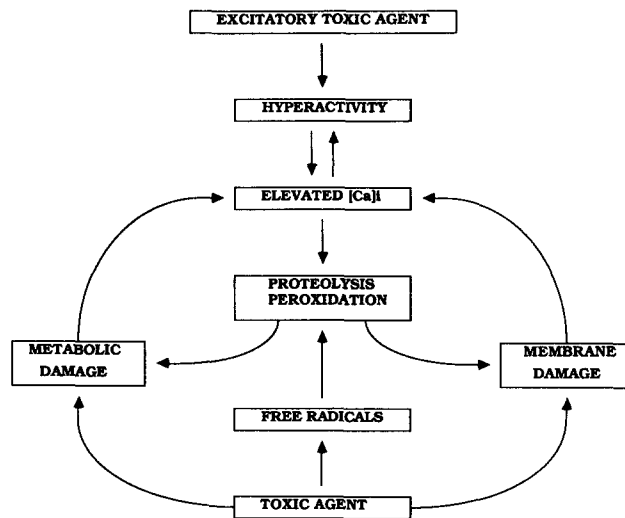 EXCITATORY TOXIC AGENT
HYPERACTIVITY
ELEVATED [Ca]i
PROTEOLYSIS
PEROXIDATION
METABOLIC
DAMAGE
MEMBRANE
DAMAGE
FREE RADICALS
TOXIC AGENT